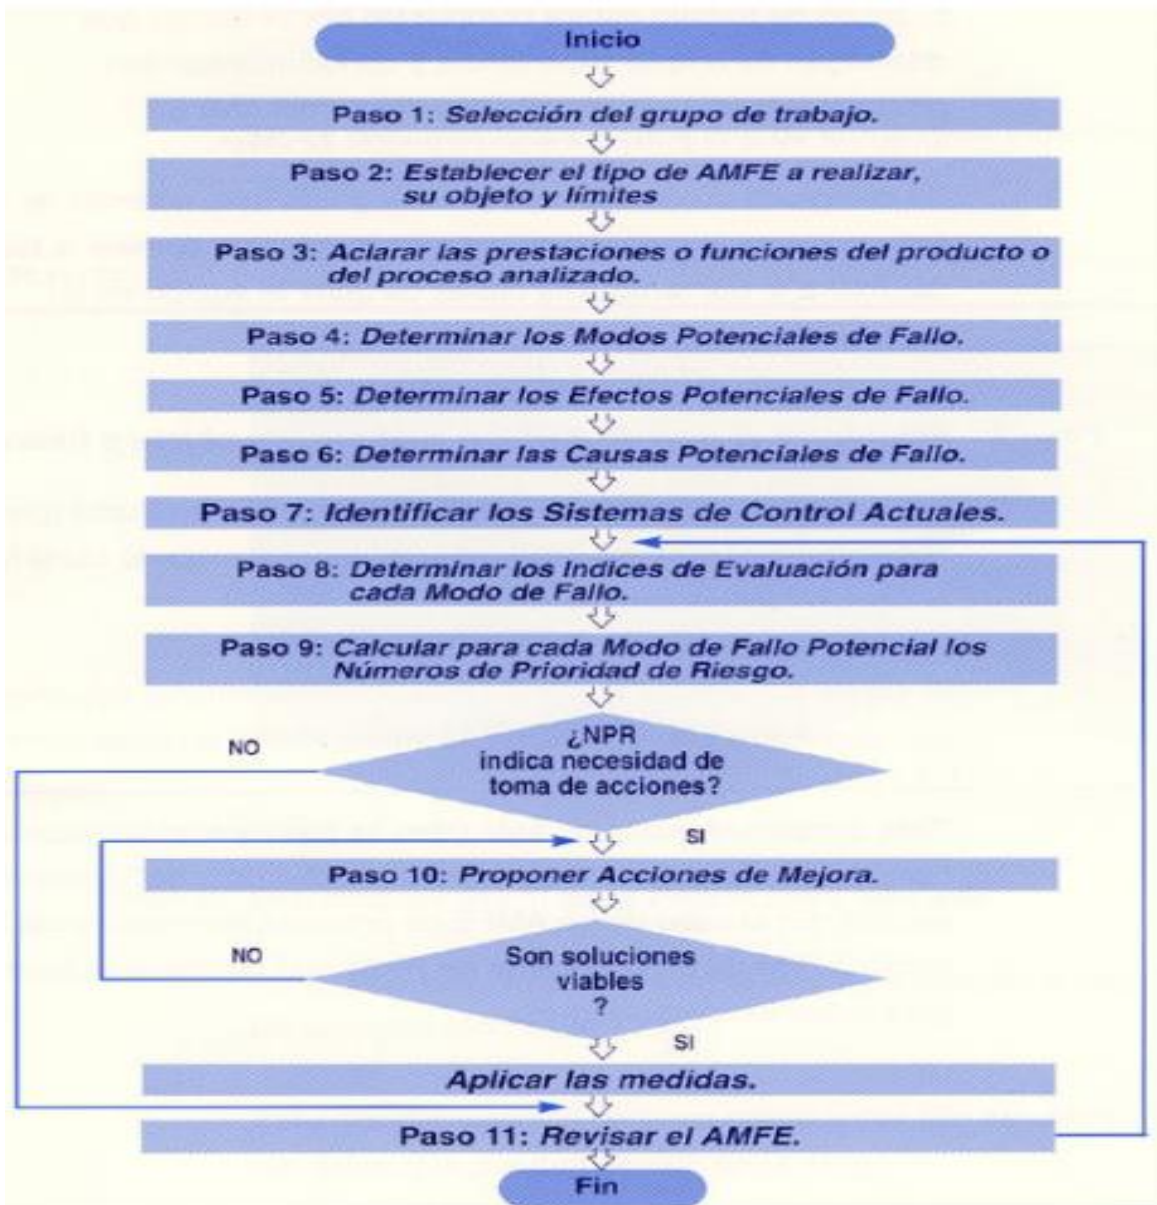 Inicio
Paso 1: Selección del grupo de trabajo.
Paso 2: Establecer el tipo de AMFE a realizar,
su objeto y límites
Paso 3: Aclarar las prestaciones o funciones del producto o
del proceso analizado.
Paso 4: Determinar los Modos Potenciales de Fallo.
Paso 5: Determinar los Efectos Potenciales de Fallo.
Paso 6: Determinar las Causas Potenciales de Fallo.
Paso 7: Identificar los Sistemas de Control Actuales.
Paso 8: Determinar los Indices de Evaluación para
cada Modo de Fallo.
Paso 9: Calcular para cada Modo de Fallo Potencial los
Números de Prioridad de Riesgo.
¿NPR
indica necesidad de
toma de acciones?
NO
SI
Paso 10: Proponer Acciones de Mejora.
Son soluciones
viables
?
NO
SI
Aplicar las medidas.
Paso 11: Revisar el AMFE.
Fin